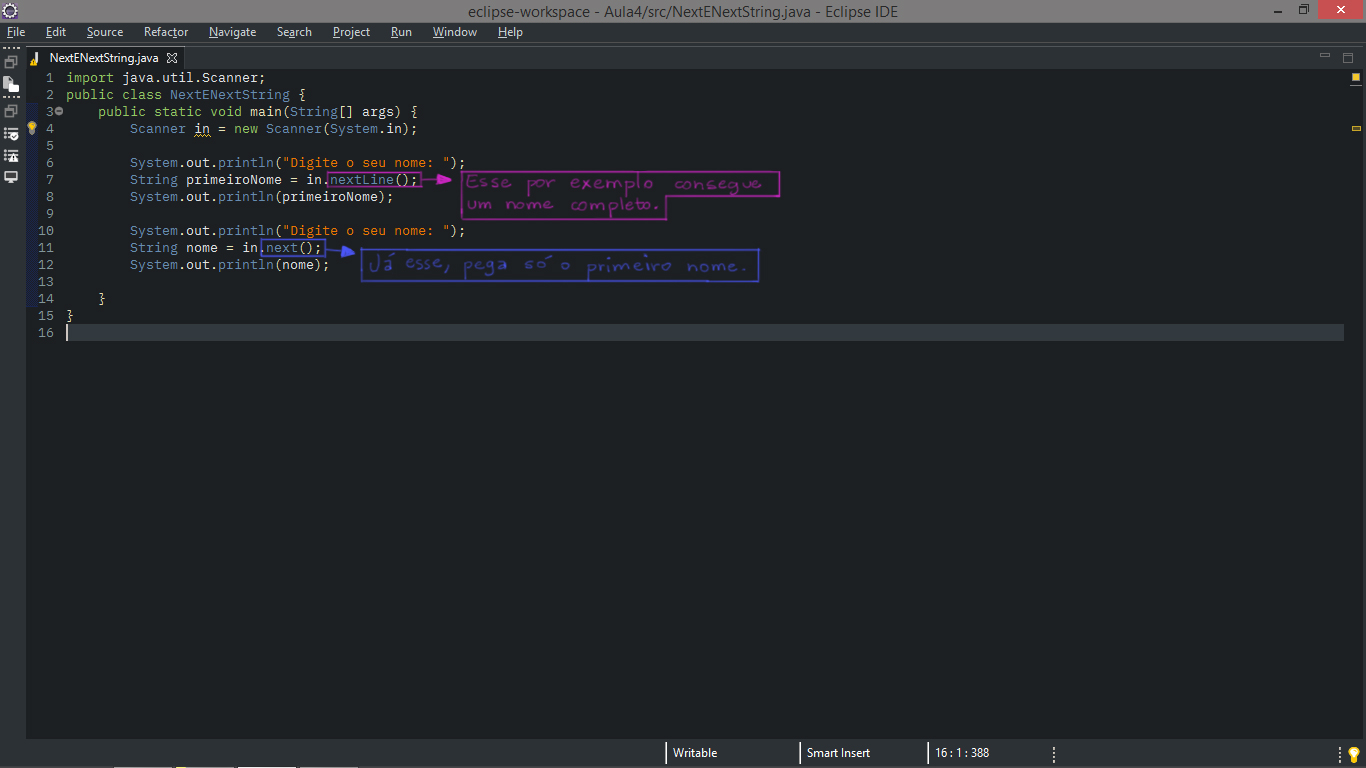 eclipse-workspace - Aula4/src/NextENextString.java - Eclipse IDE
File Edit Source Refactor Navigate Search Project Run Window Help
NextENextString.java
1 import java.util.Scanner;
2 public class NextENextString {
3 public static void main(String[] args) {
4 Scanner in = new Scanner(System.in);
5
6 System.out.println("Digite o seu nome: ");
7 String primeiroNome = in.nextLine();
Esse por exemplo consegue
um nome completo.
8 System.out.println(primeiroNome);
9
10 System.out.println("Digite o seu nome: ");
11 String nome = in.next();
Já esse, pega só o primeiro nome.
12 System.out.println(nome);
13
14 }
15 }
16
Writable Smart Insert 16 : 1 : 388